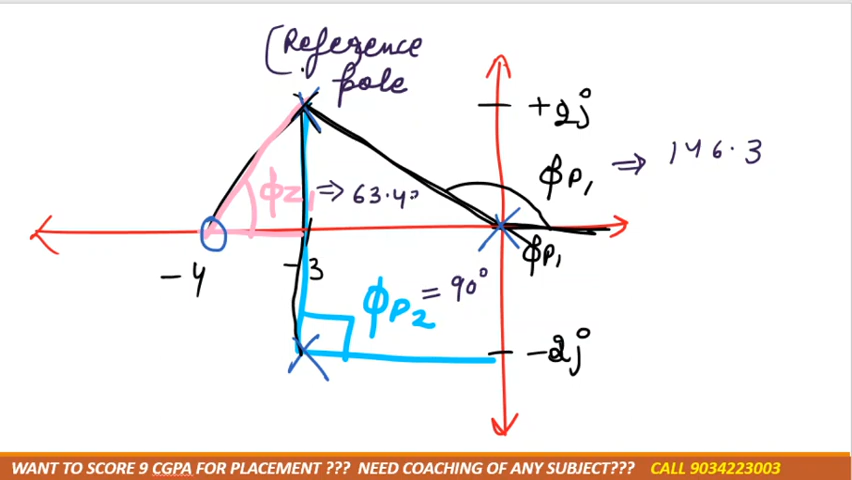 (Reference
pole
+2j
ϕP₁ ⇒ 146.3
ϕZ₁ ⇒ 63.4°
ϕP₁
-4
-3
ϕP₂ = 90°
-2j
WANT TO SCORE 9 CGPA FOR PLACEMENT ??? NEED COACHING OF ANY SUBJECT??? CALL 9034223003